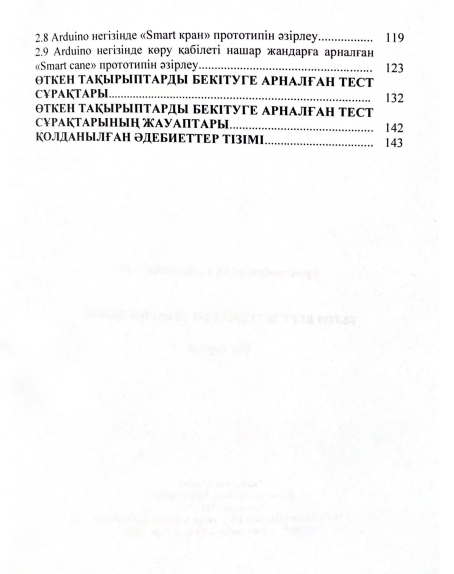 2.8 Arduino негізінде «Smart кран» прототипін әзірлеу................ 119
2.9 Arduino негізінде көру қабілеті нашар жандарға арналған
«Smart cane» прототипін әзірлеу........................................... 123
ӨТКЕН ТАҚЫРЫПТАРДЫ БЕКІТУГЕ АРНАЛҒАН ТЕСТ
СҰРАҚТАРЫ................................................................. 132
ӨТКЕН ТАҚЫРЫПТАРДЫ БЕКІТУГЕ АРНАЛҒАН ТЕСТ
СҰРАҚТАРЫНЫҢ ЖАУАПТАРЫ.................................. 142
ҚОЛДАНЫЛҒАН ӘДЕБИЕТТЕР ТІЗІМІ......................... 143